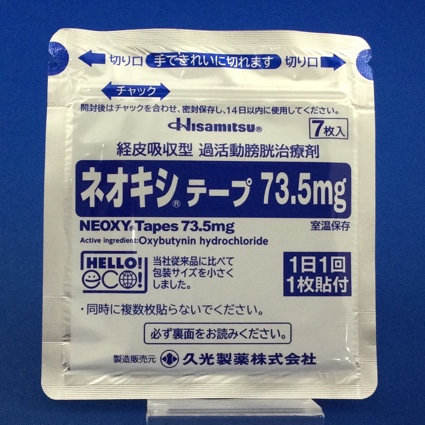 切り口 手できれいに切れます 切り口
チャック
開封後はチャックを合わせ、密封保存し、14日以内に使用してください。
Hisamitsu® 7枚入
経皮吸収型 過活動膀胱治療剤
ネオキシ®テープ 73.5mg
NEOXY®Tapes 73.5mg 室温保存
Active ingredient:Oxybutynin hydrochloride
HELLO!
eco!
当社従来品に比べて
包装サイズを小さく
しました。
1日1回
1枚貼付
・同時に複数枚貼らないでください。
必ず裏面をお読みください。
製造販売元 久光製薬株式会社